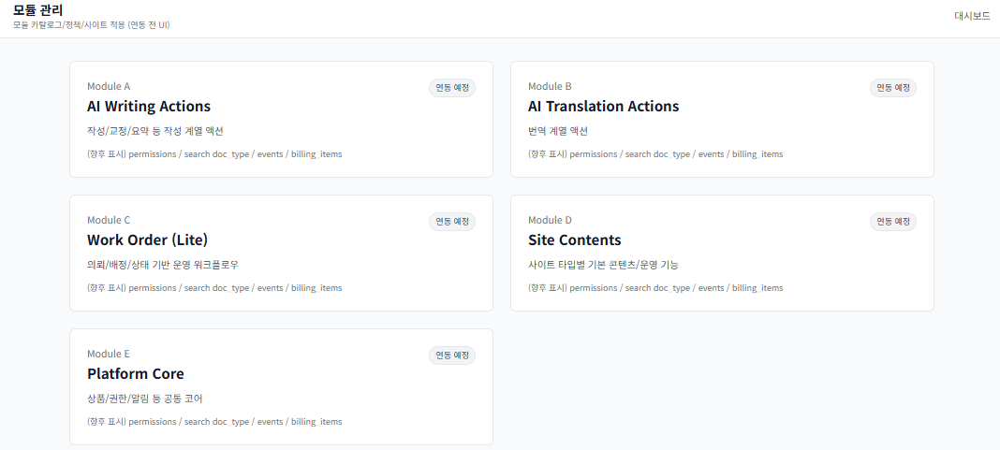 모듈 관리
모듈 카탈로그/정책/사이트 적용 (연동 전 UI)
대시보드
Module A
연동 예정
AI Writing Actions
작성/교정/요약 등 작성 계열 액션
(향후 표시) permissions / search doc_type / events / billing_items
Module B
연동 예정
AI Translation Actions
번역 계열 액션
(향후 표시) permissions / search doc_type / events / billing_items
Module C
연동 예정
Work Order (Lite)
의뢰/배정/상태 기반 운영 워크플로우
(향후 표시) permissions / search doc_type / events / billing_items
Module D
연동 예정
Site Contents
사이트 타입별 기본 콘텐츠/운영 기능
(향후 표시) permissions / search doc_type / events / billing_items
Module E
연동 예정
Platform Core
상품/권한/알림 등 공통 코어
(향후 표시) permissions / search doc_type / events / billing_items